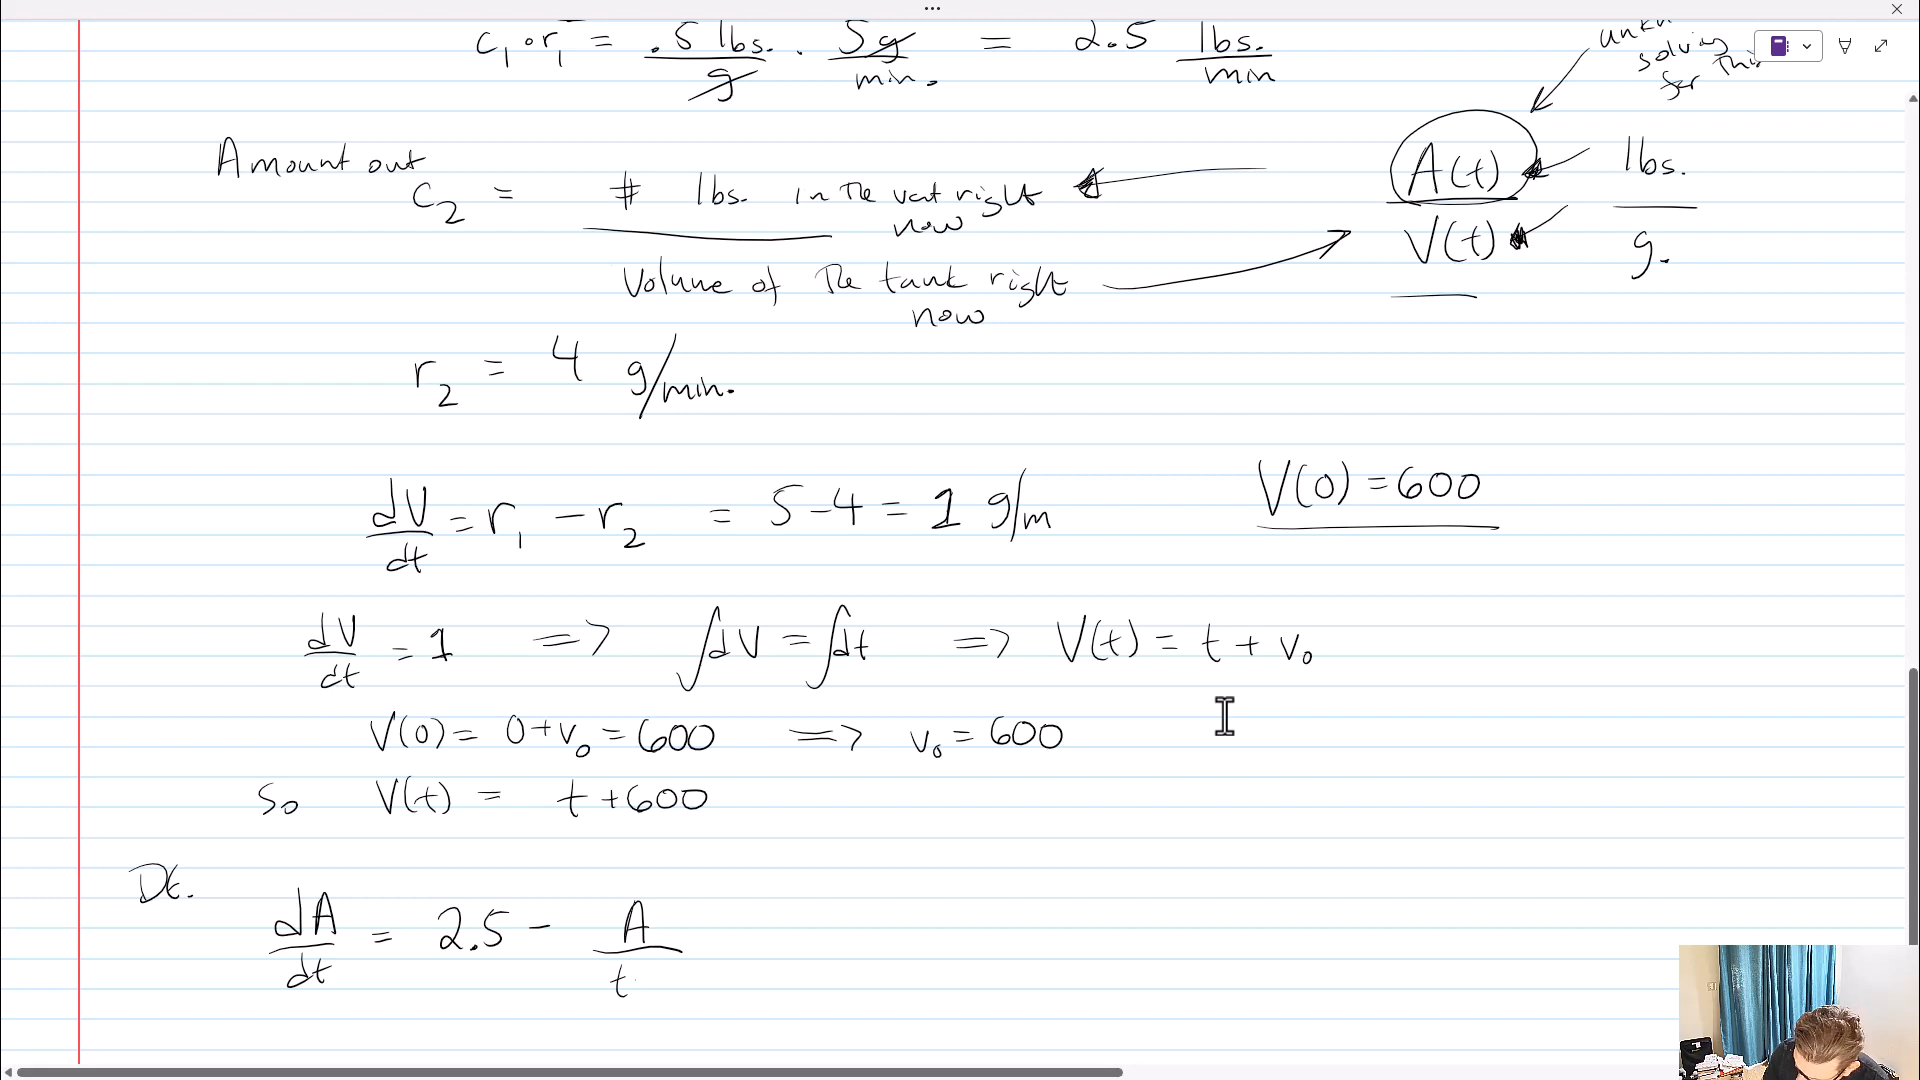 c₁ · r₁ = .5 lbs./g · 5g/min. = 2.5 lbs./min
solving for this
Amount out
c₂ = # lbs. in the vat right now / Volume of the tank right now
A(t)/V(t) lbs./g.
r₂ = 4 g/min.
dV/dt = r₁ - r₂ = 5-4 = 1 g/m
V(0) = 600
dV/dt = 1 => ∫dV = ∫dt => V(t) = t + v₀
V(0) = 0+v₀ = 600 => v₀ = 600
So V(t) = t+600
DE.
dA/dt = 2.5 - A/t